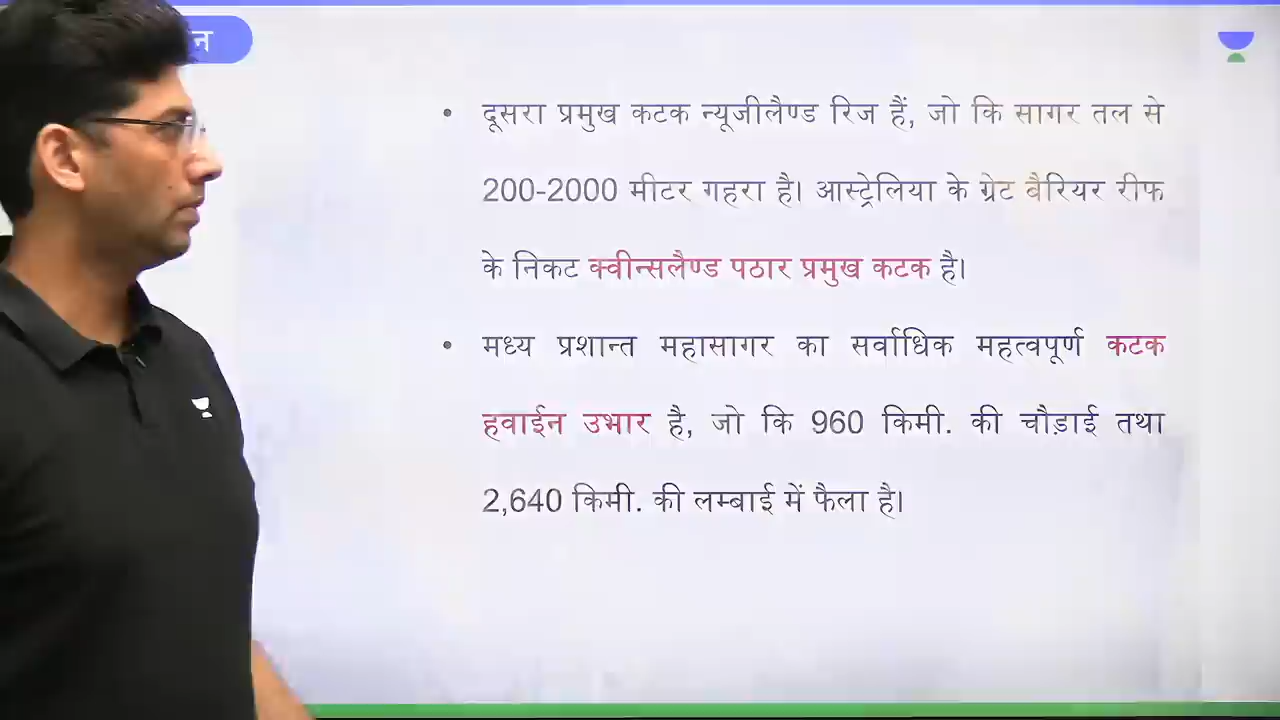 न
• दूसरा प्रमुख कटक न्यूजीलैण्ड रिज हैं, जो कि सागर तल से
200-2000 मीटर गहरा है। आस्ट्रेलिया के ग्रेट बैरियर रीफ
के निकट क्वीन्सलैण्ड पठार प्रमुख कटक है।
• मध्य प्रशान्त महासागर का सर्वाधिक महत्वपूर्ण कटक
हवाईन उभार है, जो कि 960 किमी. की चौड़ाई तथा
2,640 किमी. की लम्बाई में फैला है।